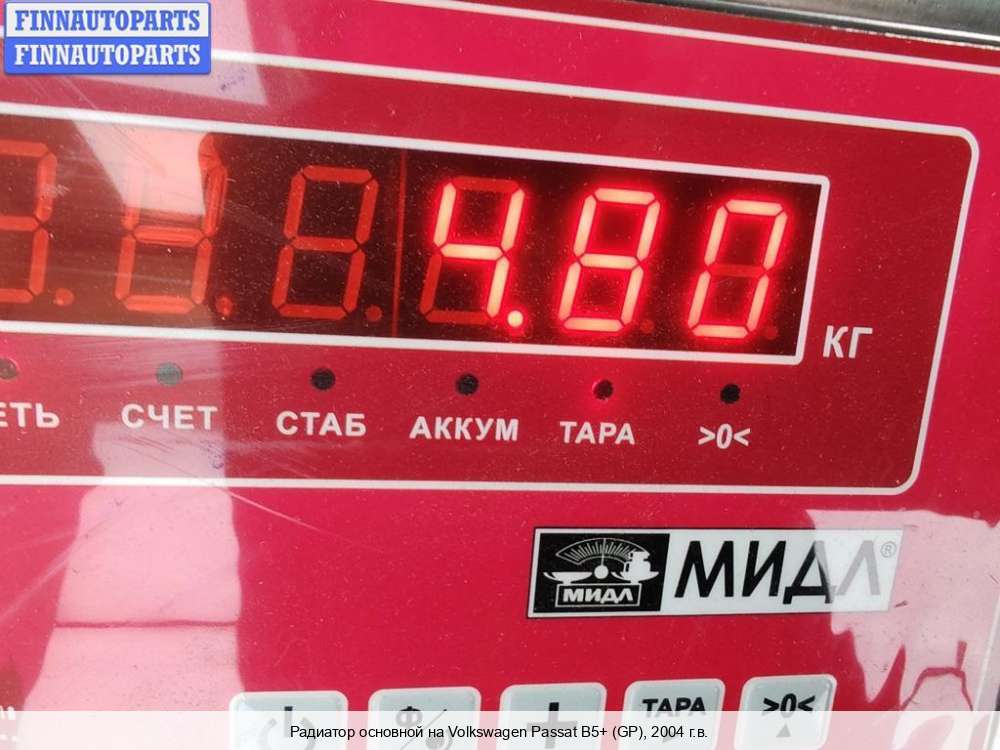 FINNAUTOPARTS
FINNAUTOPARTS
4.80
КГ
СЧЕТ СТАБ АККУМ ТАРА >0<
МИДЛ МИДЛ®
ТАРА >0<
Радиатор основной на Volkswagen Passat B5+ (GP), 2004 г.в.